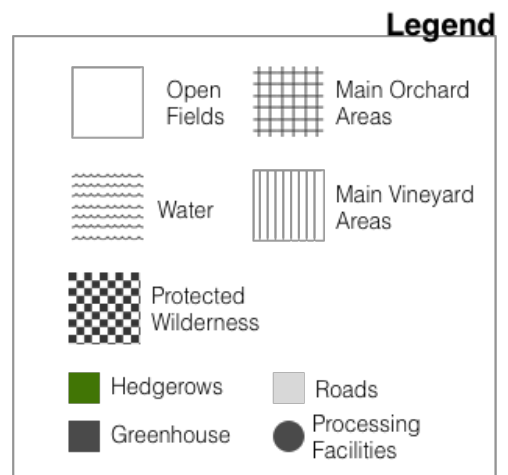 Legend
Open
Fields
Main Orchard
Areas
Water
Main Vineyard
Areas
Protected
Wilderness
Hedgerows
Roads
Greenhouse
Processing
Facilities